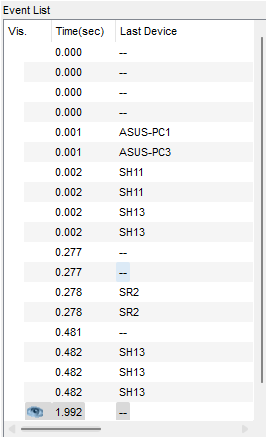 Event List
Vis. Time(sec) Last Device
0.000 --
0.000 --
0.000 --
0.000 --
0.001 ASUS-PC1
0.001 ASUS-PC3
0.002 SH11
0.002 SH11
0.002 SH13
0.002 SH13
0.277 --
0.277 --
0.278 SR2
0.278 SR2
0.481 --
0.482 SH13
0.482 SH13
0.482 SH13
1.992 --